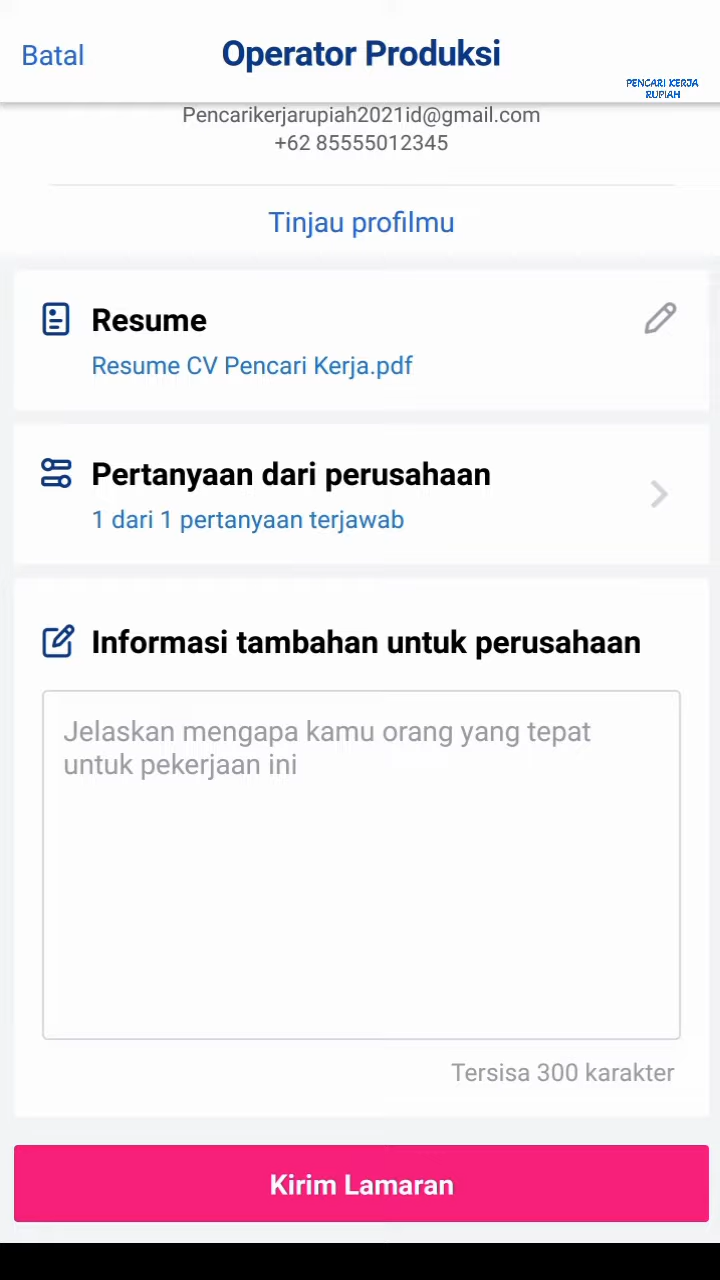 Batal
Operator Produksi
PENCARI KERJA
RUPIAH
Pencarikerjarupiah2021id@gmail.com
+62 85555012345
Tinjau profilmu
Resume
Resume CV Pencari Kerja.pdf
Pertanyaan dari perusahaan
1 dari 1 pertanyaan terjawab
Informasi tambahan untuk perusahaan
Jelaskan mengapa kamu orang yang tepat
untuk pekerjaan ini
Tersisa 300 karakter
Kirim Lamaran